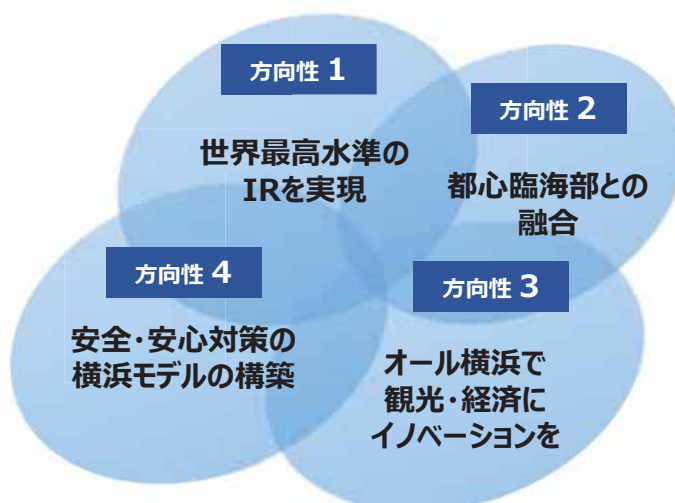 方向性 1
世界最高水準の
IRを実現
方向性 2
都心臨海部との
融合
方向性 3
オール横浜で
観光・経済に
イノベーションを
方向性 4
安全・安心対策の
横浜モデルの構築